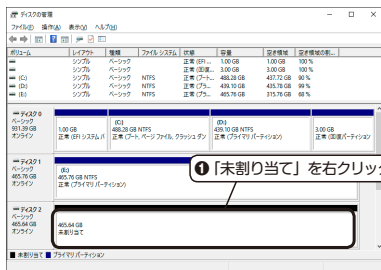 ディスクの管理
ファイル(F) 操作(A) 表示(V) ヘルプ(H)
ボリューム レイアウト 種類 ファイル システム 状態 容量 空き領域 空き領域の割...
シンプル ベーシック 正常 (EFI ... 1.00 GB 1.00 GB 100 %
シンプル ベーシック 正常 (回復... 3.00 GB 3.00 GB 100 %
(C:) シンプル ベーシック NTFS 正常 (ブート... 488.28 GB 437.72 GB 90 %
(D:) シンプル ベーシック NTFS 正常 (プラ... 439.10 GB 435.78 GB 99 %
(E:) シンプル ベーシック NTFS 正常 (プラ... 465.76 GB 315.76 GB 68 %
ディスク 0
ベーシック
931.39 GB
オンライン
1.00 GB
正常 (EFI システム パ
(C:)
488.28 GB NTFS
正常 (ブート, ページ ファイル, クラッシュ ダン
(D:)
439.10 GB NTFS
正常 (プライマリ パーティション)
3.00 GB
正常 (回復パーティション)
ディスク 1
ベーシック
465.76 GB
オンライン
(E:)
465.76 GB NTFS
正常 (プライマリ パーティション)
❶「未割り当て」を右クリッ
ディスク 2
ベーシック
465.64 GB
オンライン
465.64 GB
未割り当て
未割り当て プライマリ パーティション